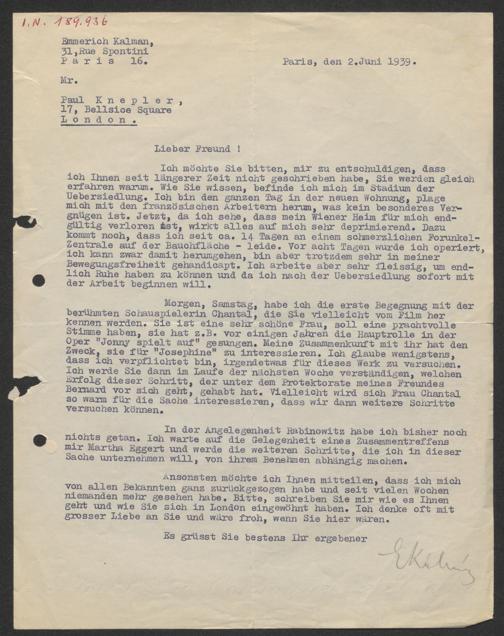 I.N. 189.936
Emmerich Kalman,
31,Rue Spontini
P a r i s  16.
Paris, den 2.Juni 1939.
Mr.
Paul K n e p l e r ,
17, Bellsice Square
L o n d o n .
Lieber Freund !
Ich möchte Sie bitten, mir zu entschuldigen, dass
ich Ihnen seit längerer Zeit nicht geschrieben habe, Sie werden gleich
erfahren warum. Wie Sie wissen, befinde ich mich im Stadium der
Uebersiedlung. Ich bin den ganzen Tag in der neuen Wohnung, plage
mich mit den französischen Arbeitern herum, was kein besonderes Ver-
gnügen ist. Jetzt, da ich sehe, dass mein Wiener Heim für mich end-
gültig verloren ist, wirkt alles auf mich sehr deprimierend. Dazu
kommt noch, dass ich seit ca. 14 Tagen an einem schmerzlichen Forunkel-
Zentrale auf der Bauchfläche - leide. Vor acht Tagen wurde ich operiert,
ich kann zwar damit herumgehen, bin aber trotzdem sehr in meiner
Bewegungsfreiheit gehandicapt. Ich arbeite aber sehr fleissig, um end-
lich Ruhe haben zu können und da ich nach der Uebersiedlung sofort mit
der Arbeit beginnen will.
Morgen, Samstag, habe ich die erste Begegnung mit der
berühmten Schauspielerin Chantal, die Sie vielleicht vom Film her
kennen werden. Sie ist eine sehr schöne Frau, soll eine prachtvolle
Stimme haben, sie hat z.B. vor einigen Jahren die Hauptrolle in der
Oper "Jonny spielt auf" gesungen. Meine Zusammenkunft mit ihr hat den
Zweck, sie für "Josephine" zu interessieren. Ich glaube wenigstens,
dass ich verpflichtet bin, irgendetwas für dieses Werk zu versuchen.
Ich werde Sie dann im Laufe der nächsten Woche verständigen, welchen
Erfolg dieser Schritt, der unter dem Protektorate meines Freundes
Bernard vor sich geht, gehabt hat. Vielleicht wird sich Frau Chantal
so warm für die Sache interessieren, dass wir dann weitere Schritte
versuchen können.
In der Angelegenheit Rabinowitz habe ich bisher noch
nichts getan. Ich warte auf die Gelegenheit eines Zusammentreffens
mir Martha Eggert und werde die weiteren Schritte, die ich in dieser
Sache unternehmen will, von ihrem Benehmen abhängig machen.
Ansonsten möchte ich Ihnen mitteilen, dass ich mich
von allen Bekannten ganz zurückgezogen habe und seit vielen Wochen
niemanden mehr gesehen habe. Bitte, schreiben Sie mir wie es Ihnen
geht und wie Sie sich in London eingewöhnt haben. Ich denke oft mit
grosser Liebe an Sie und wäre froh, wenn Sie hier wären.
Es grüsst Sie bestens Ihr ergebener
EKálmán